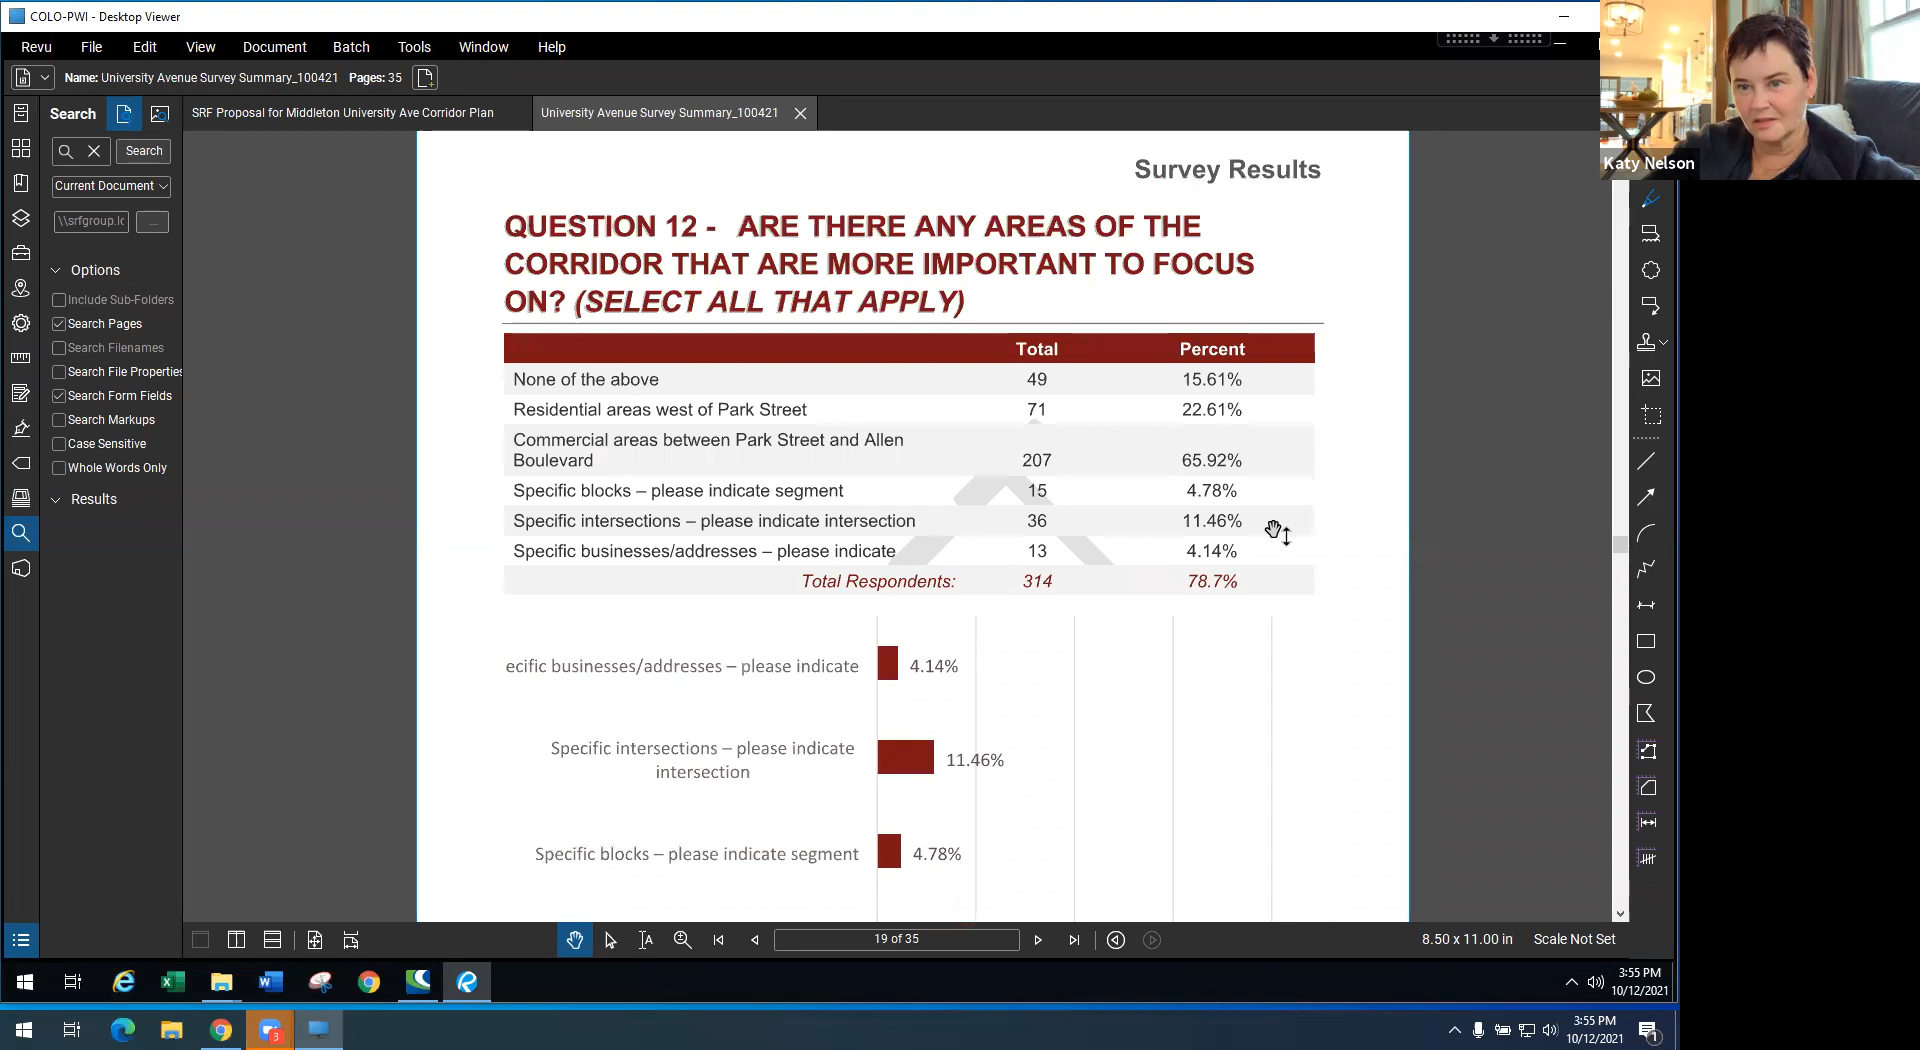 COLO-PWI - Desktop Viewer
Revu File Edit View Document Batch Tools Window Help
Name: University Avenue Survey Summary_100421 Pages: 35
Search
SRF Proposal for Middleton University Ave Corridor Plan
University Avenue Survey Summary_100421
Search
Current Document
\\srfgroup.lc
...
Options
Include Sub-Folders
Search Pages
Search Filenames
Search File Properties
Search Form Fields
Search Markups
Case Sensitive
Whole Words Only
Results
Katy Nelson
Survey Results
QUESTION 12 - ARE THERE ANY AREAS OF THE
CORRIDOR THAT ARE MORE IMPORTANT TO FOCUS
ON? (SELECT ALL THAT APPLY)
Total Percent
None of the above 49 15.61%
Residential areas west of Park Street 71 22.61%
Commercial areas between Park Street and Allen
Boulevard 207 65.92%
Specific blocks – please indicate segment 15 4.78%
Specific intersections – please indicate intersection 36 11.46%
Specific businesses/addresses – please indicate 13 4.14%
Total Respondents: 314 78.7%
ecific businesses/addresses – please indicate 4.14%
Specific intersections – please indicate
intersection 11.46%
Specific blocks – please indicate segment 4.78%
19 of 35
8.50 x 11.00 in Scale Not Set
3:55 PM
10/12/2021
3
3:55 PM
10/12/2021
1